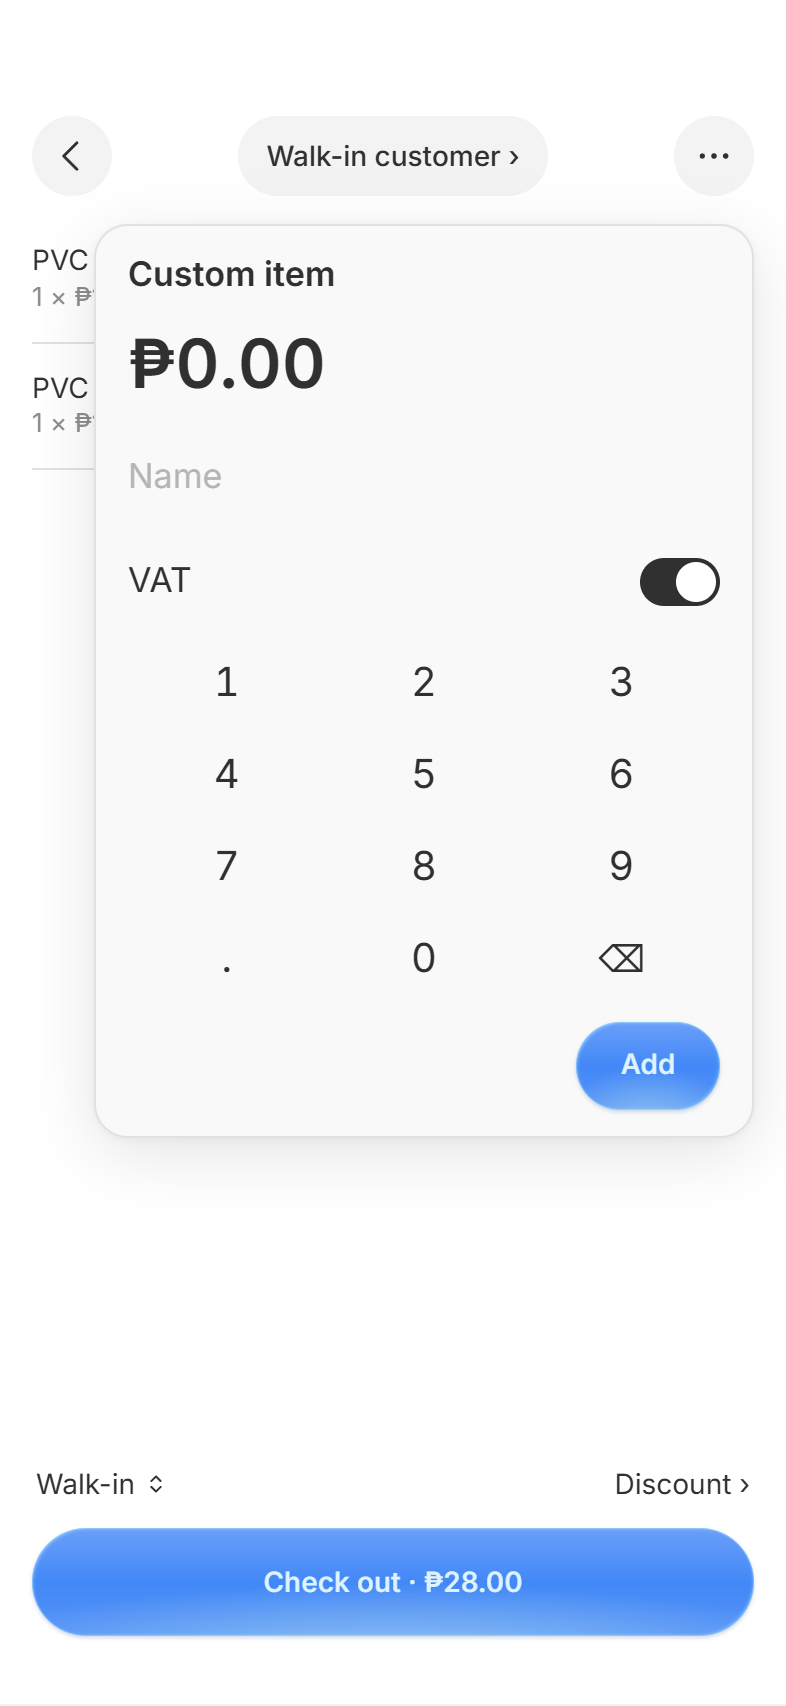 Walk-in customer ›
PVC
1 × ₱
Custom item
₱0.00
PVC
1 × ₱
Name
VAT
1 2 3
4 5 6
7 8 9
. 0 ⌫
Add
Walk-in
Discount ›
Check out · ₱28.00